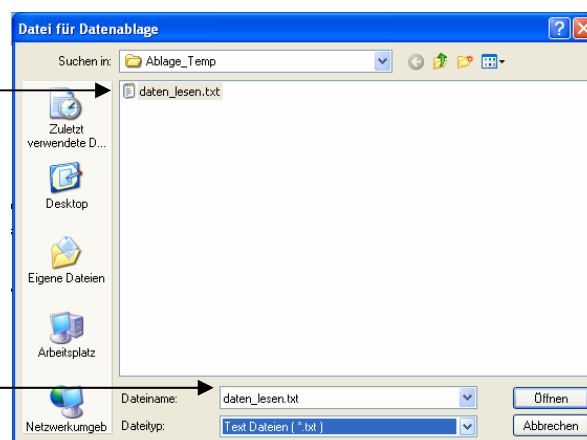 Datei für Datenablage
Suchen in: Ablage_Temp
daten_lesen.txt
Zuletzt
verwendete D...
Desktop
Eigene Dateien
Arbeitsplatz
Netzwerkumgeb
Dateiname: daten_lesen.txt Öffnen
Dateityp: Text Dateien ( *.txt ) Abbrechen